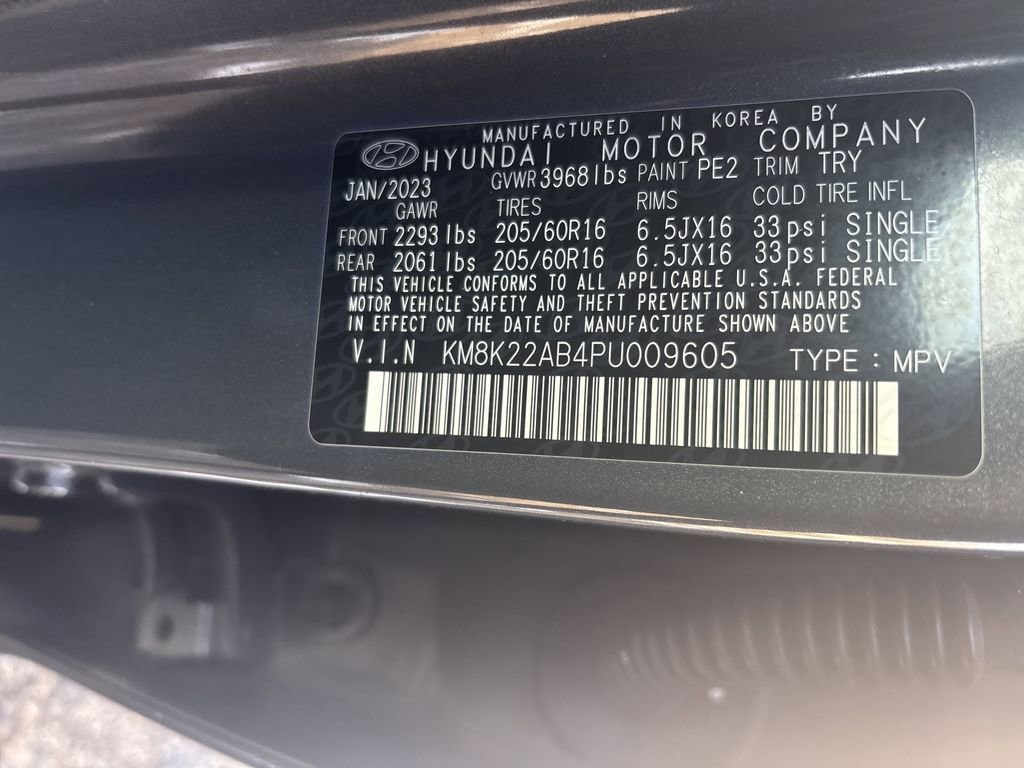 MANUFACTURED IN KOREA BY
HYUNDAI MOTOR COMPANY
JAN/2023 GVWR 3968lbs PAINT PE2 TRIM TRY
GAWR TIRES RIMS COLD TIRE INFL
FRONT 2293 lbs 205/60R16 6.5JX16 33psi SINGLE
REAR 2061 lbs 205/60R16 6.5JX16 33psi SINGLE
THIS VEHICLE CONFORMS TO ALL APPLICABLE U.S.A. FEDERAL
MOTOR VEHICLE SAFETY AND THEFT PREVENTION STANDARDS
IN EFFECT ON THE DATE OF MANUFACTURE SHOWN ABOVE
V.I.N KM8K22AB4PU009605 TYPE : MPV